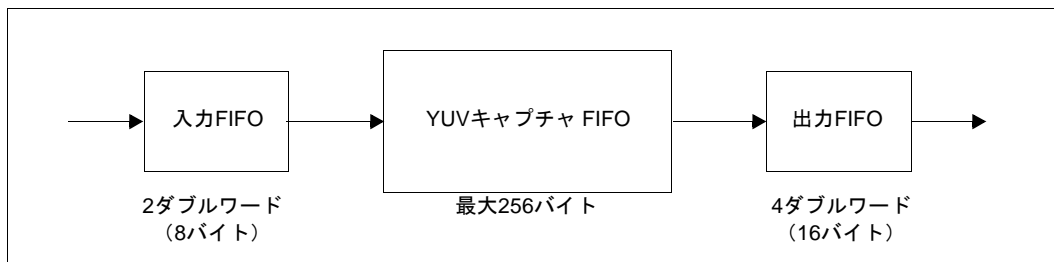 入力FIFO
YUVキャプチャ FIFO
出力FIFO
2ダブルワード
（8バイト）
最大256バイト
4ダブルワード
（16バイト）